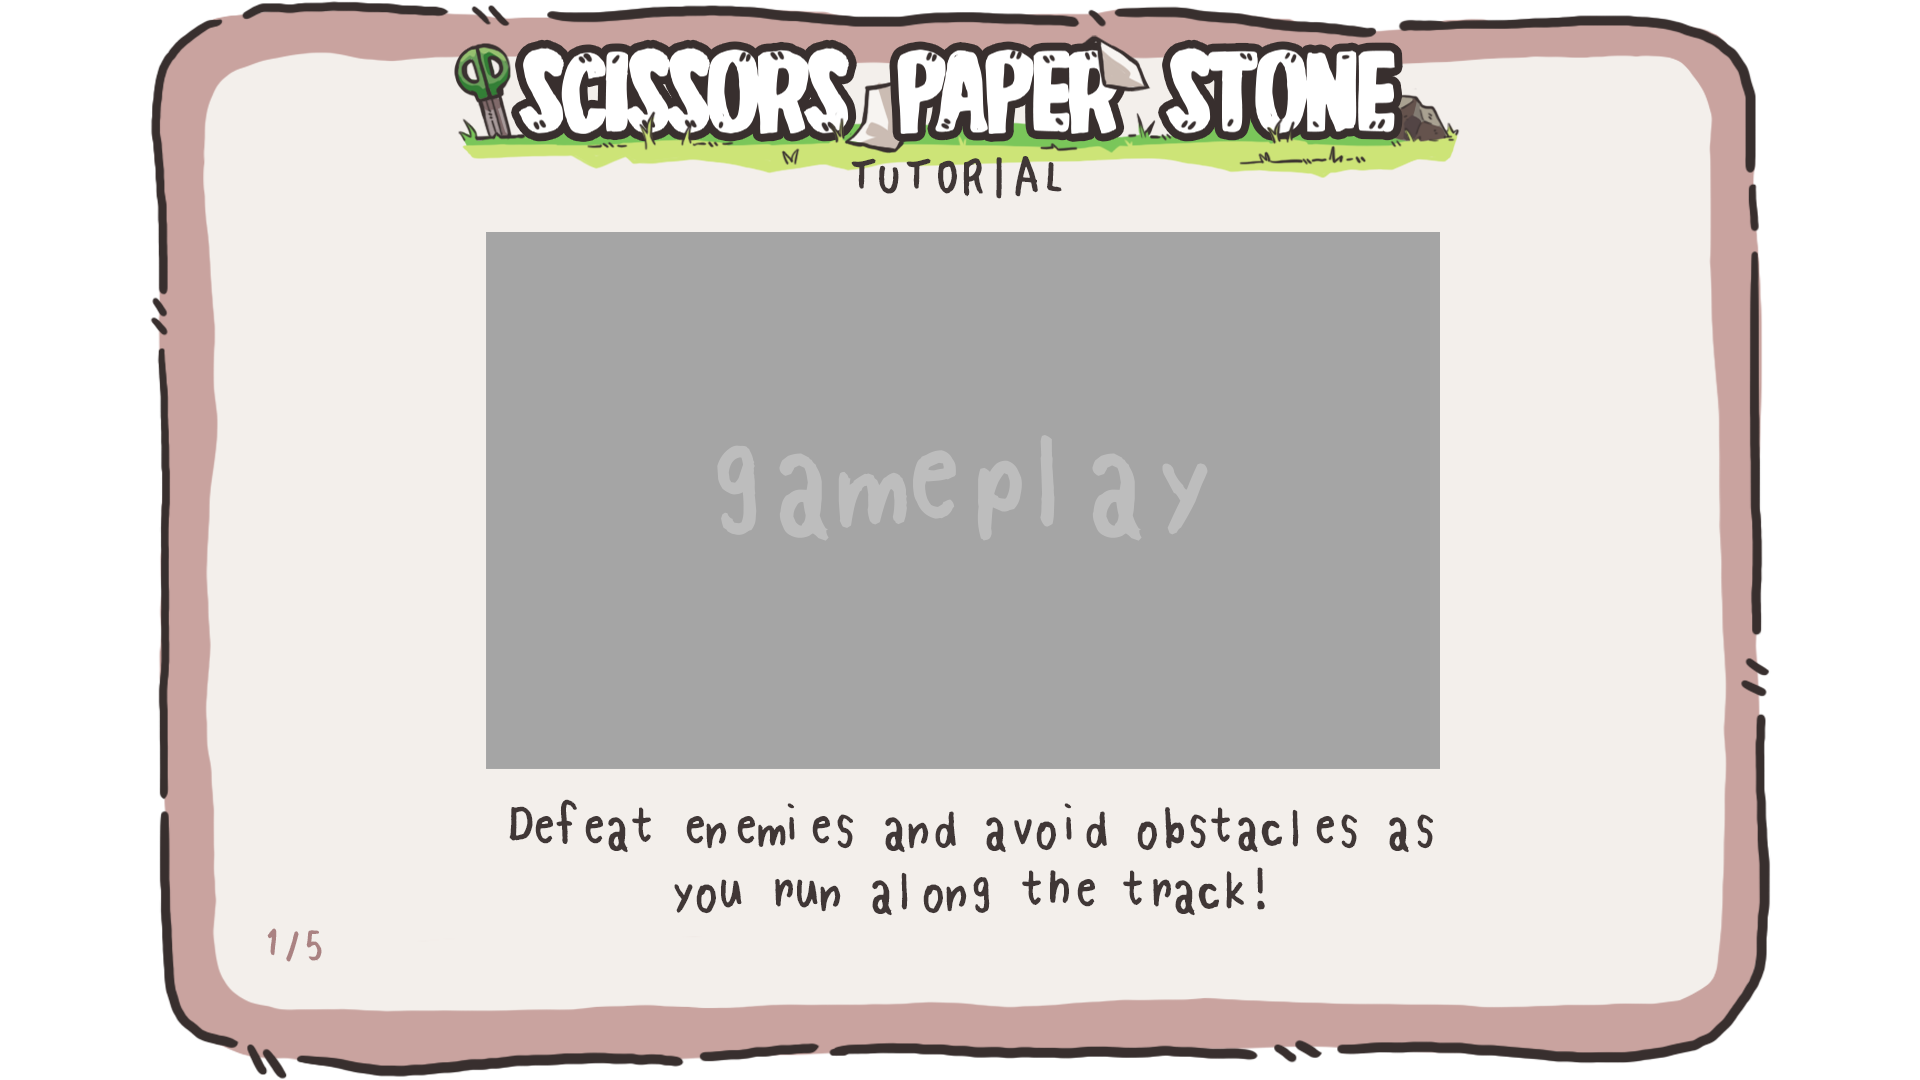 SCISSORS PAPER STONE
TUTORIAL
gameplay
Defeat enemies and avoid obstacles as
you run along the track!
1/5